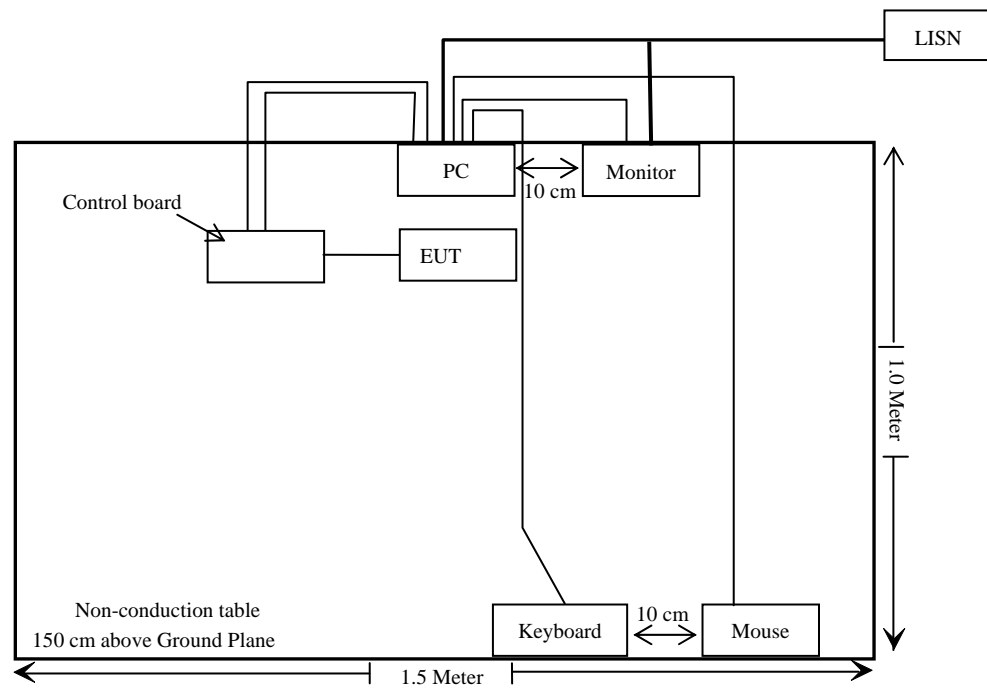 LISN
PC
10 cm
Monitor
Control board
EUT
1.0 Meter
Non-conduction table
150 cm above Ground Plane
Keyboard
10 cm
Mouse
1.5 Meter